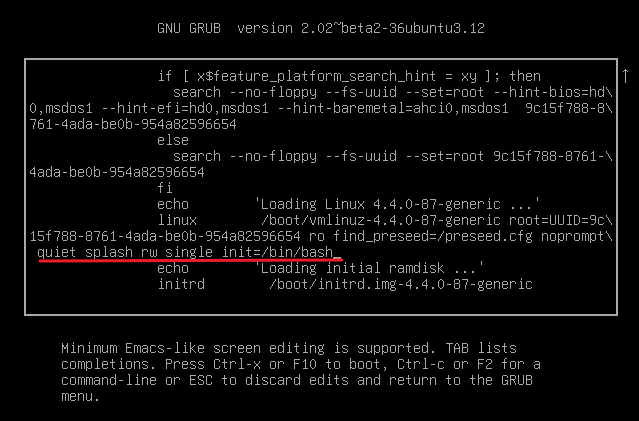 GNU GRUB  version 2.02~beta2-36ubuntu3.12
if [ x$feature_platform_search_hint = xy ]; then
search --no-floppy --fs-uuid --set=root --hint-bios=hd\
0,msdos1 --hint-efi=hd0,msdos1 --hint-baremetal=ahci0,msdos1  9c15f788-8\
761-4ada-be0b-954a82596654
else
search --no-floppy --fs-uuid --set=root 9c15f788-8761-\
4ada-be0b-954a82596654
fi
echo        'Loading Linux 4.4.0-87-generic ...'
linux       /boot/vmlinuz-4.4.0-87-generic root=UUID=9c\
15f788-8761-4ada-be0b-954a82596654 ro find_preseed=/preseed.cfg noprompt\
quiet splash rw single init=/bin/bash_
echo        'Loading initial ramdisk ...'
initrd        /boot/initrd.img-4.4.0-87-generic
↑
Minimum Emacs-like screen editing is supported. TAB lists
completions. Press Ctrl-x or F10 to boot, Ctrl-c or F2 for a
command-line or ESC to discard edits and return to the GRUB
menu.